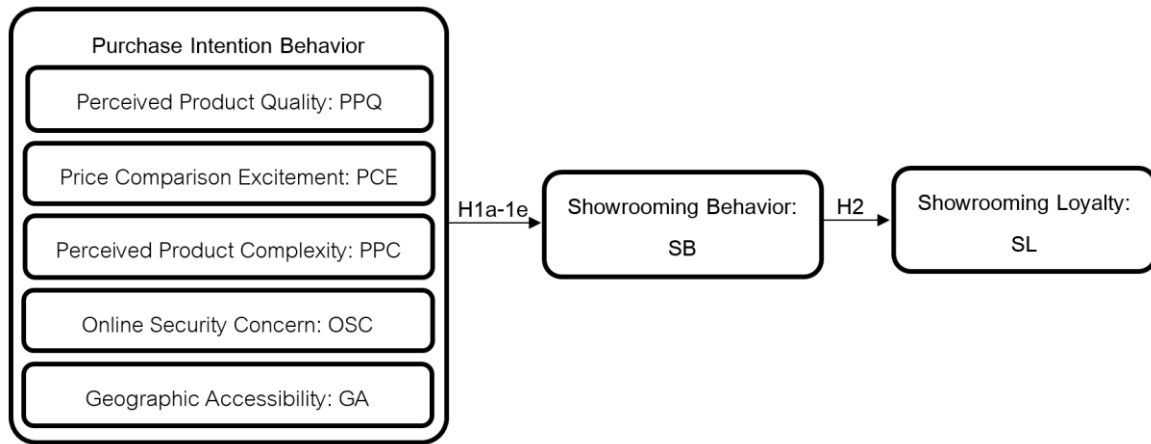 Purchase Intention Behavior
Perceived Product Quality: PPQ
Price Comparison Excitement: PCE
Perceived Product Complexity: PPC
Online Security Concern: OSC
Geographic Accessibility: GA
H1a-1e
Showrooming Behavior:
SB
H2
Showrooming Loyalty:
SL